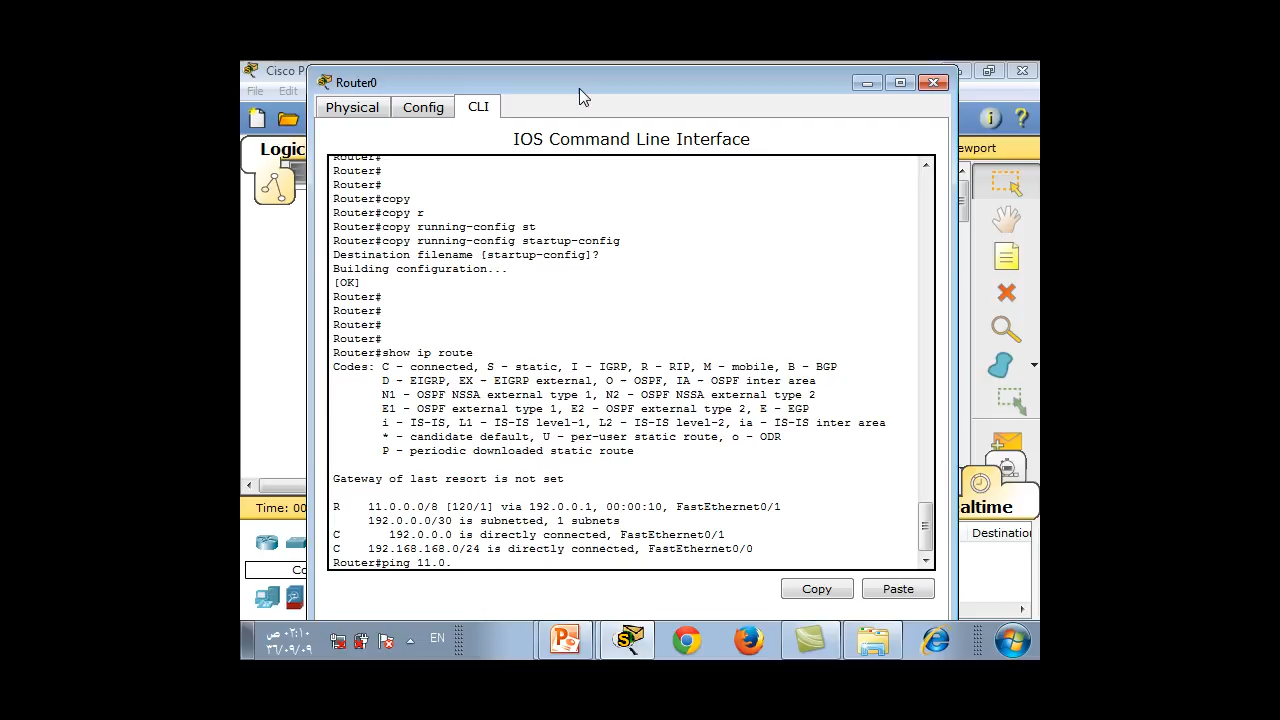 Cisco P
Router0
File Edit
Physical Config CLI
Logic
IOS Command Line Interface
ewport
Router#
Router#
Router#
Router#copy
Router#copy r
Router#copy running-config st
Router#copy running-config startup-config
Destination filename [startup-config]?
Building configuration...
[OK]
Router#
Router#
Router#
Router#
Router#show ip route
Codes: C - connected, S - static, I - IGRP, R - RIP, M - mobile, B - BGP
D - EIGRP, EX - EIGRP external, O - OSPF, IA - OSPF inter area
N1 - OSPF NSSA external type 1, N2 - OSPF NSSA external type 2
E1 - OSPF external type 1, E2 - OSPF external type 2, E - EGP
i - IS-IS, L1 - IS-IS level-1, L2 - IS-IS level-2, ia - IS-IS inter area
* - candidate default, U - per-user static route, o - ODR
P - periodic downloaded static route
Gateway of last resort is not set
R 11.0.0.0/8 [120/1] via 192.0.0.1, 00:00:10, FastEthernet0/1
192.0.0.0/30 is subnetted, 1 subnets
C 192.0.0.0 is directly connected, FastEthernet0/1
C 192.168.168.0/24 is directly connected, FastEthernet0/0
Router#ping 11.0.
Time: 00
altime
Destination
Co
Copy Paste
٠٢:١٠ ص
٣٦/٠٩/٠٩
EN